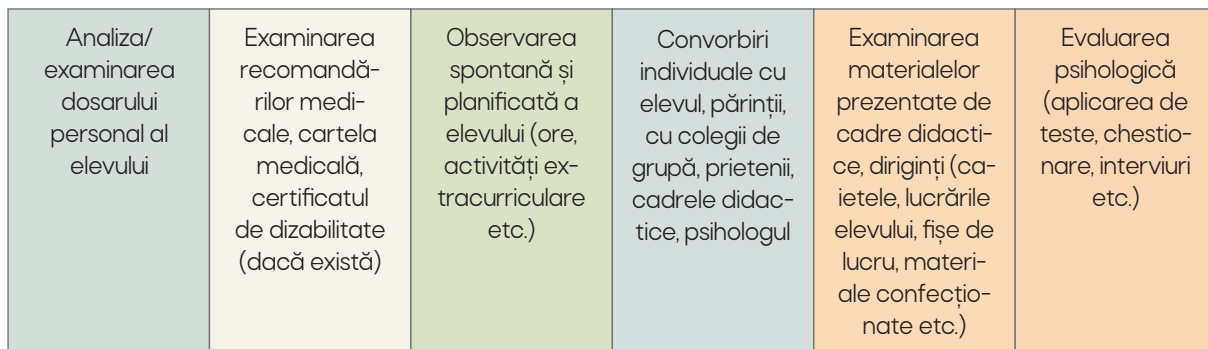 Analiza/
examinarea
dosarului
personal al
elevului
Examinarea
recomandă-
rilor medi-
cale, cartela
medicală,
certificatul
de dizabilitate
(dacă există)
Observarea
spontană și
planificată a
elevului (ore,
activități ex-
tracurriculare
etc.)
Convorbiri
individuale cu
elevul, părinții,
cu colegii de
grupă, prietenii,
cadrele didac-
tice, psihologul
Examinarea
materialelor
prezentate de
cadre didacti-
ce, diriginți (ca-
ietele, lucrările
elevului, fișe de
lucru, materi-
ale confecțio-
nate etc.)
Evaluarea
psihologică
(aplicarea de
teste, chestio-
nare, interviuri
etc.)